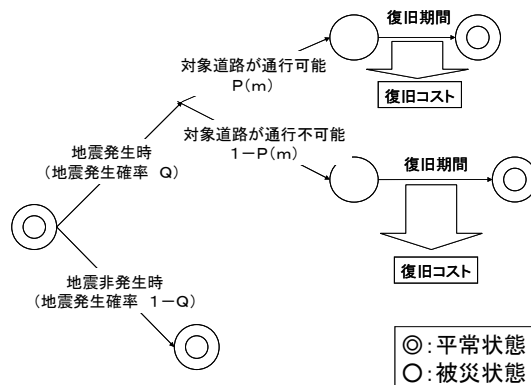 復旧期間
対象道路が通行可能
P(m)
復旧コスト
対象道路が通行不可能
1-P(m)
地震発生時
(地震発生確率 Q)
復旧期間
復旧コスト
地震非発生時
(地震発生確率 1-Q)
◎:平常状態
○:被災状態